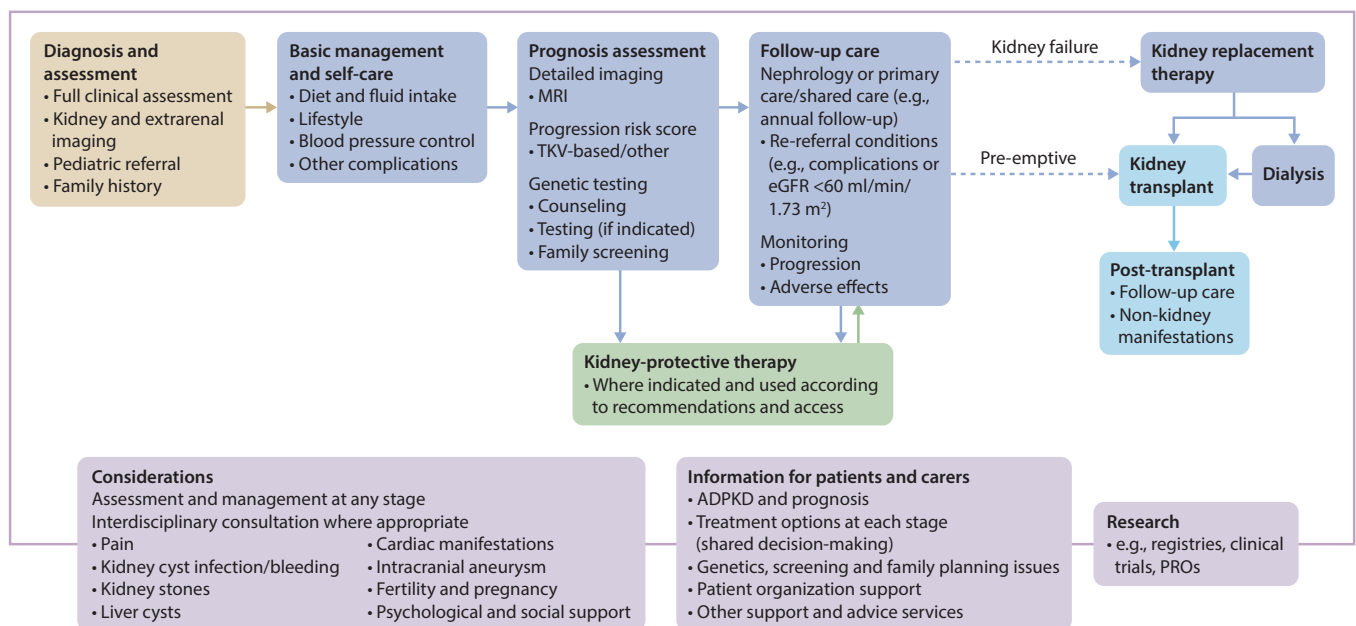 Diagnosis and
assessment
• Full clinical assessment
• Kidney and extrarenal
imaging
• Pediatric referral
• Family history
Basic management
and self-care
• Diet and fluid intake
• Lifestyle
• Blood pressure control
• Other complications
Prognosis assessment
Detailed imaging
• MRI
Progression risk score
• TKV-based/other
Genetic testing
• Counseling
• Testing (if indicated)
• Family screening
Follow-up care
Nephrology or primary
care/shared care (e.g.,
annual follow-up)
• Re-referral conditions
(e.g., complications or
eGFR <60 ml/min/
1.73 m²)
Monitoring
• Progression
• Adverse effects
Kidney failure
Pre-emptive
Kidney replacement
therapy
Kidney
transplant
Dialysis
Post-transplant
• Follow-up care
• Non-kidney
manifestations
Kidney-protective therapy
• Where indicated and used according
to recommendations and access
Considerations
Assessment and management at any stage
Interdisciplinary consultation where appropriate
• Pain
• Kidney cyst infection/bleeding
• Kidney stones
• Liver cysts
• Cardiac manifestations
• Intracranial aneurysm
• Fertility and pregnancy
• Psychological and social support
Information for patients and carers
• ADPKD and prognosis
• Treatment options at each stage
(shared decision-making)
• Genetics, screening and family planning issues
• Patient organization support
• Other support and advice services
Research
• e.g., registries, clinical
trials, PROs